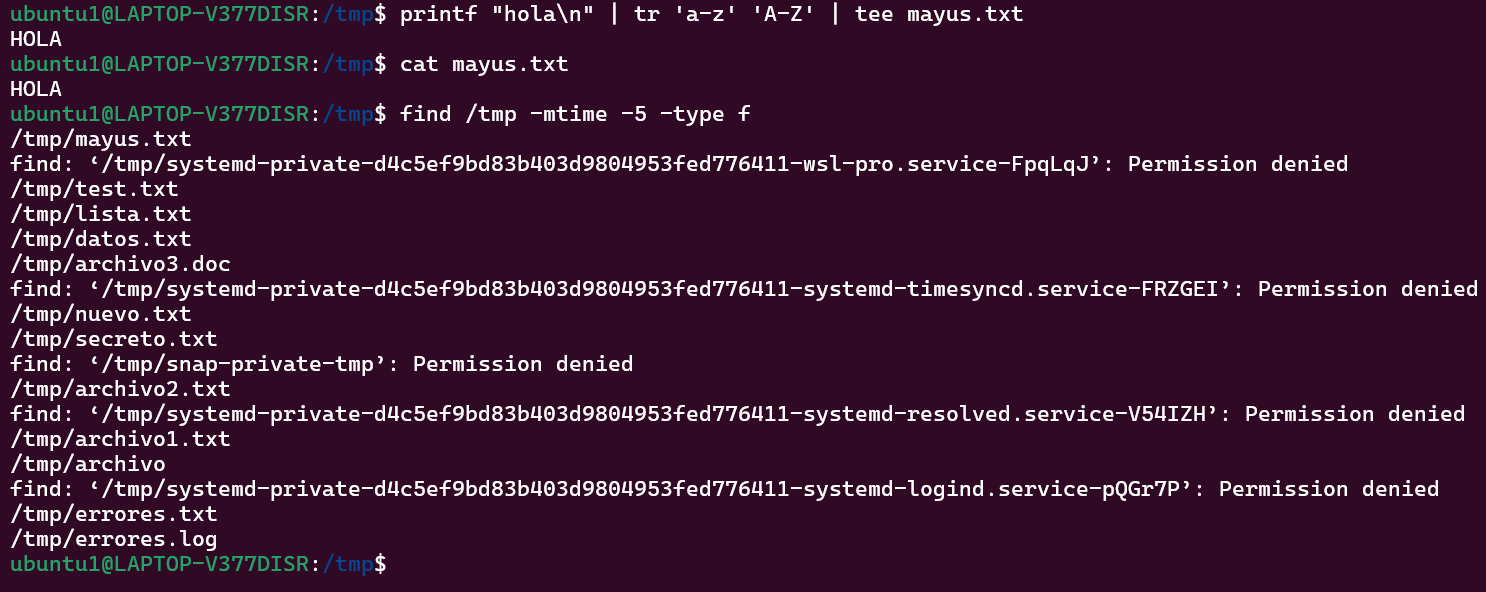 ubuntu1@LAPTOP-V377DISR:/tmp$ printf "hola\n" | tr 'a-z' 'A-Z' | tee mayus.txt
HOLA
ubuntu1@LAPTOP-V377DISR:/tmp$ cat mayus.txt
HOLA
ubuntu1@LAPTOP-V377DISR:/tmp$ find /tmp -mtime -5 -type f
/tmp/mayus.txt
find: ‘/tmp/systemd-private-d4c5ef9bd83b403d9804953fed776411-wsl-pro.service-FpqLqJ’: Permission denied
/tmp/test.txt
/tmp/lista.txt
/tmp/datos.txt
/tmp/archivo3.doc
find: ‘/tmp/systemd-private-d4c5ef9bd83b403d9804953fed776411-systemd-timesyncd.service-FRZGEI’: Permission denied
/tmp/nuevo.txt
/tmp/secreto.txt
find: ‘/tmp/snap-private-tmp’: Permission denied
/tmp/archivo2.txt
find: ‘/tmp/systemd-private-d4c5ef9bd83b403d9804953fed776411-systemd-resolved.service-V54IZH’: Permission denied
/tmp/archivo1.txt
/tmp/archivo
find: ‘/tmp/systemd-private-d4c5ef9bd83b403d9804953fed776411-systemd-logind.service-pQGr7P’: Permission denied
/tmp/errores.txt
/tmp/errores.log
ubuntu1@LAPTOP-V377DISR:/tmp$